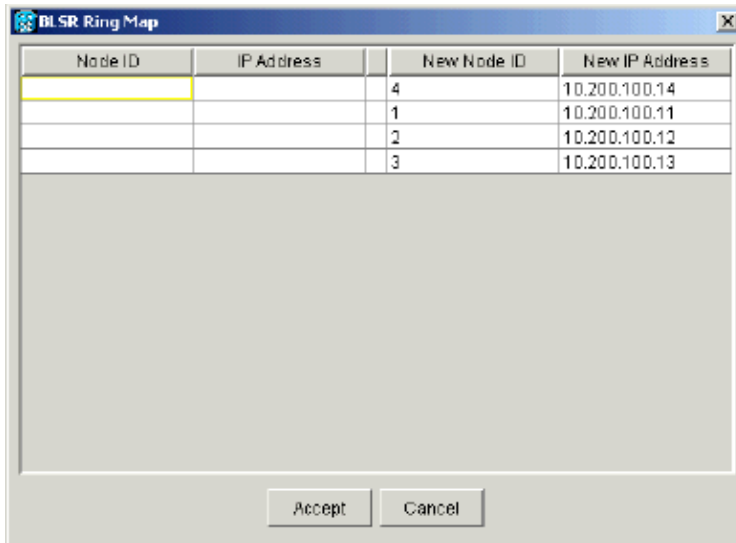 BLSR Ring Map
Node ID IP Address New Node ID New IP Address
4 10.200.100.14
1 10.200.100.11
2 10.200.100.12
3 10.200.100.13
Accept Cancel